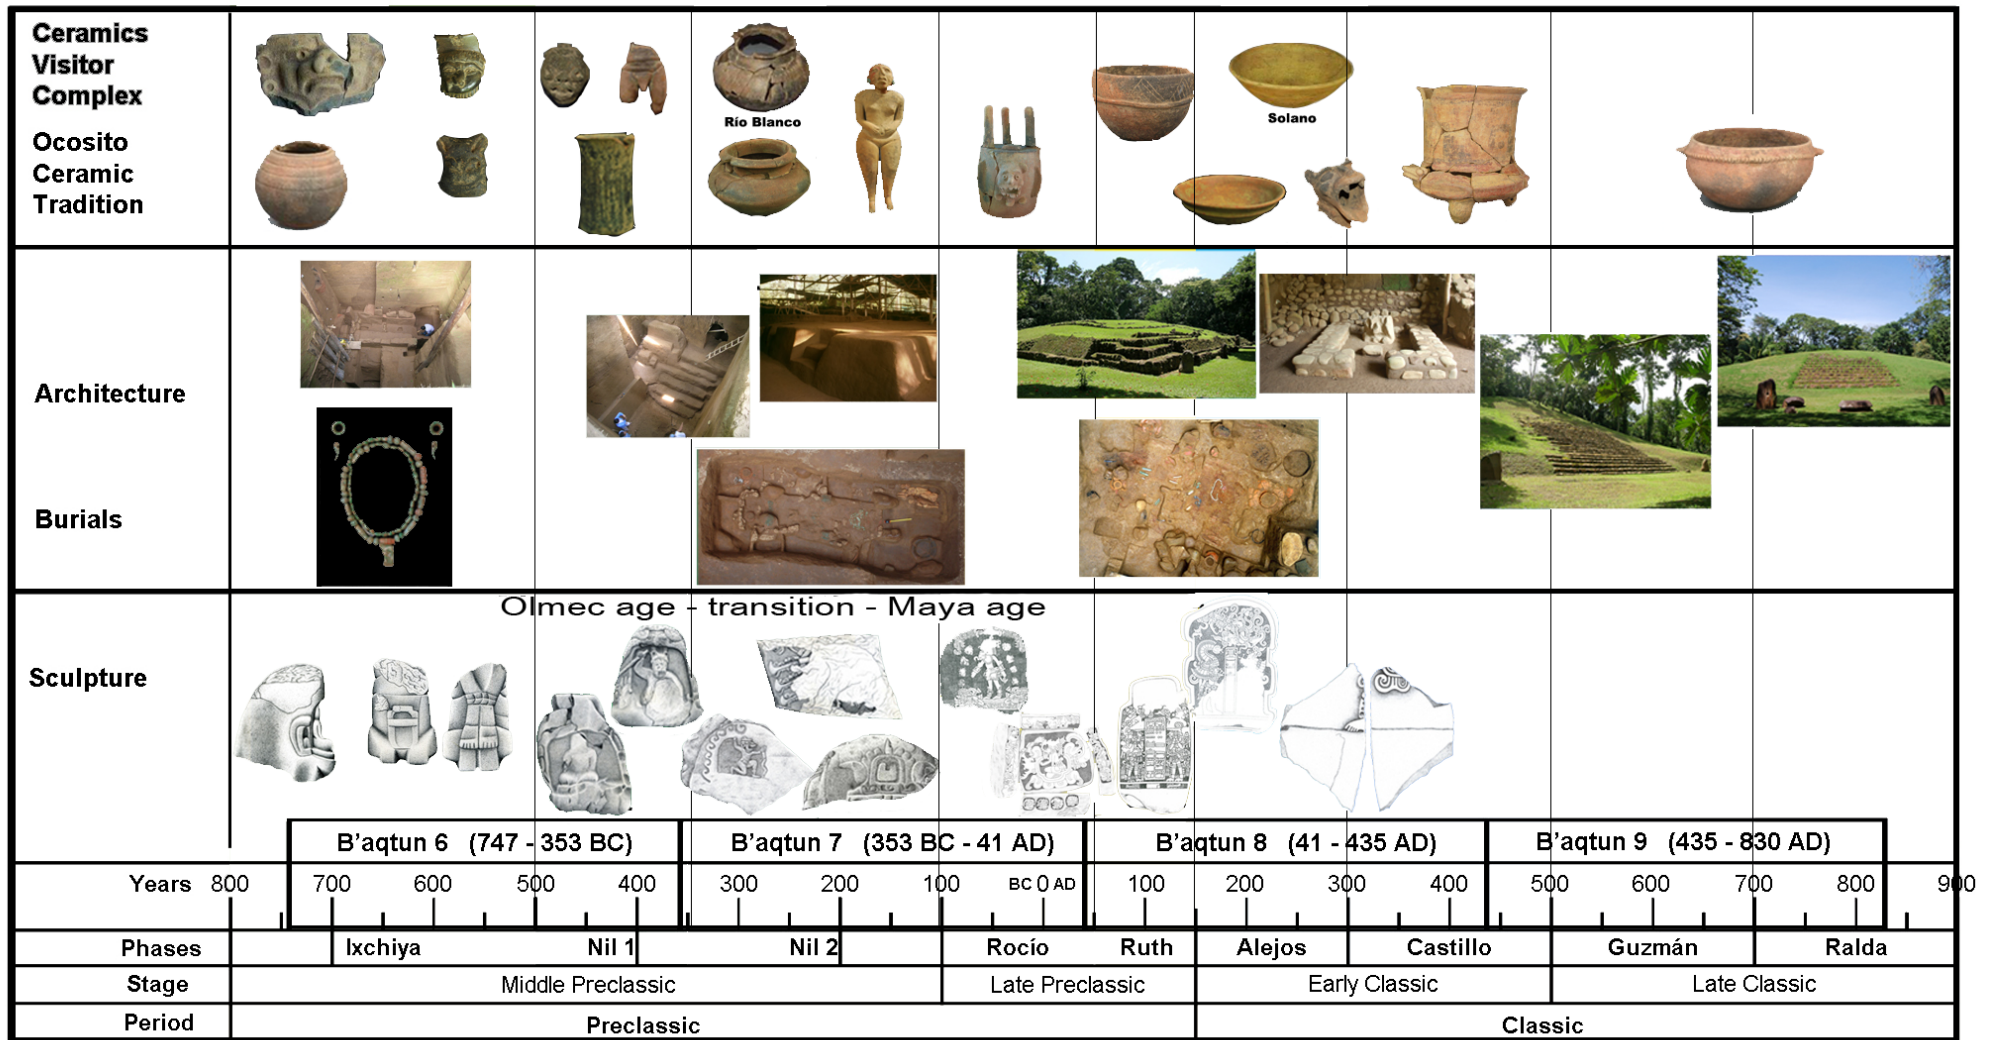 Ceramics
Visitor
Complex
Ocosito
Ceramic
Tradition
Río Blanco
Solano
Architecture
Burials
Olmec age - transition - Maya age
Sculpture
B'aqtun 6 (747 - 353 BC) B'aqtun 7 (353 BC - 41 AD) B'aqtun 8 (41 - 435 AD) B'aqtun 9 (435 - 830 AD)
Years 800 700 600 500 400 300 200 100 BC 0 AD 100 200 300 400 500 600 700 800 900
Phases Ixchiya Nil 1 Nil 2 Rocío Ruth Alejos Castillo Guzmán Ralda
Stage Middle Preclassic Late Preclassic Early Classic Late Classic
Period Preclassic Classic